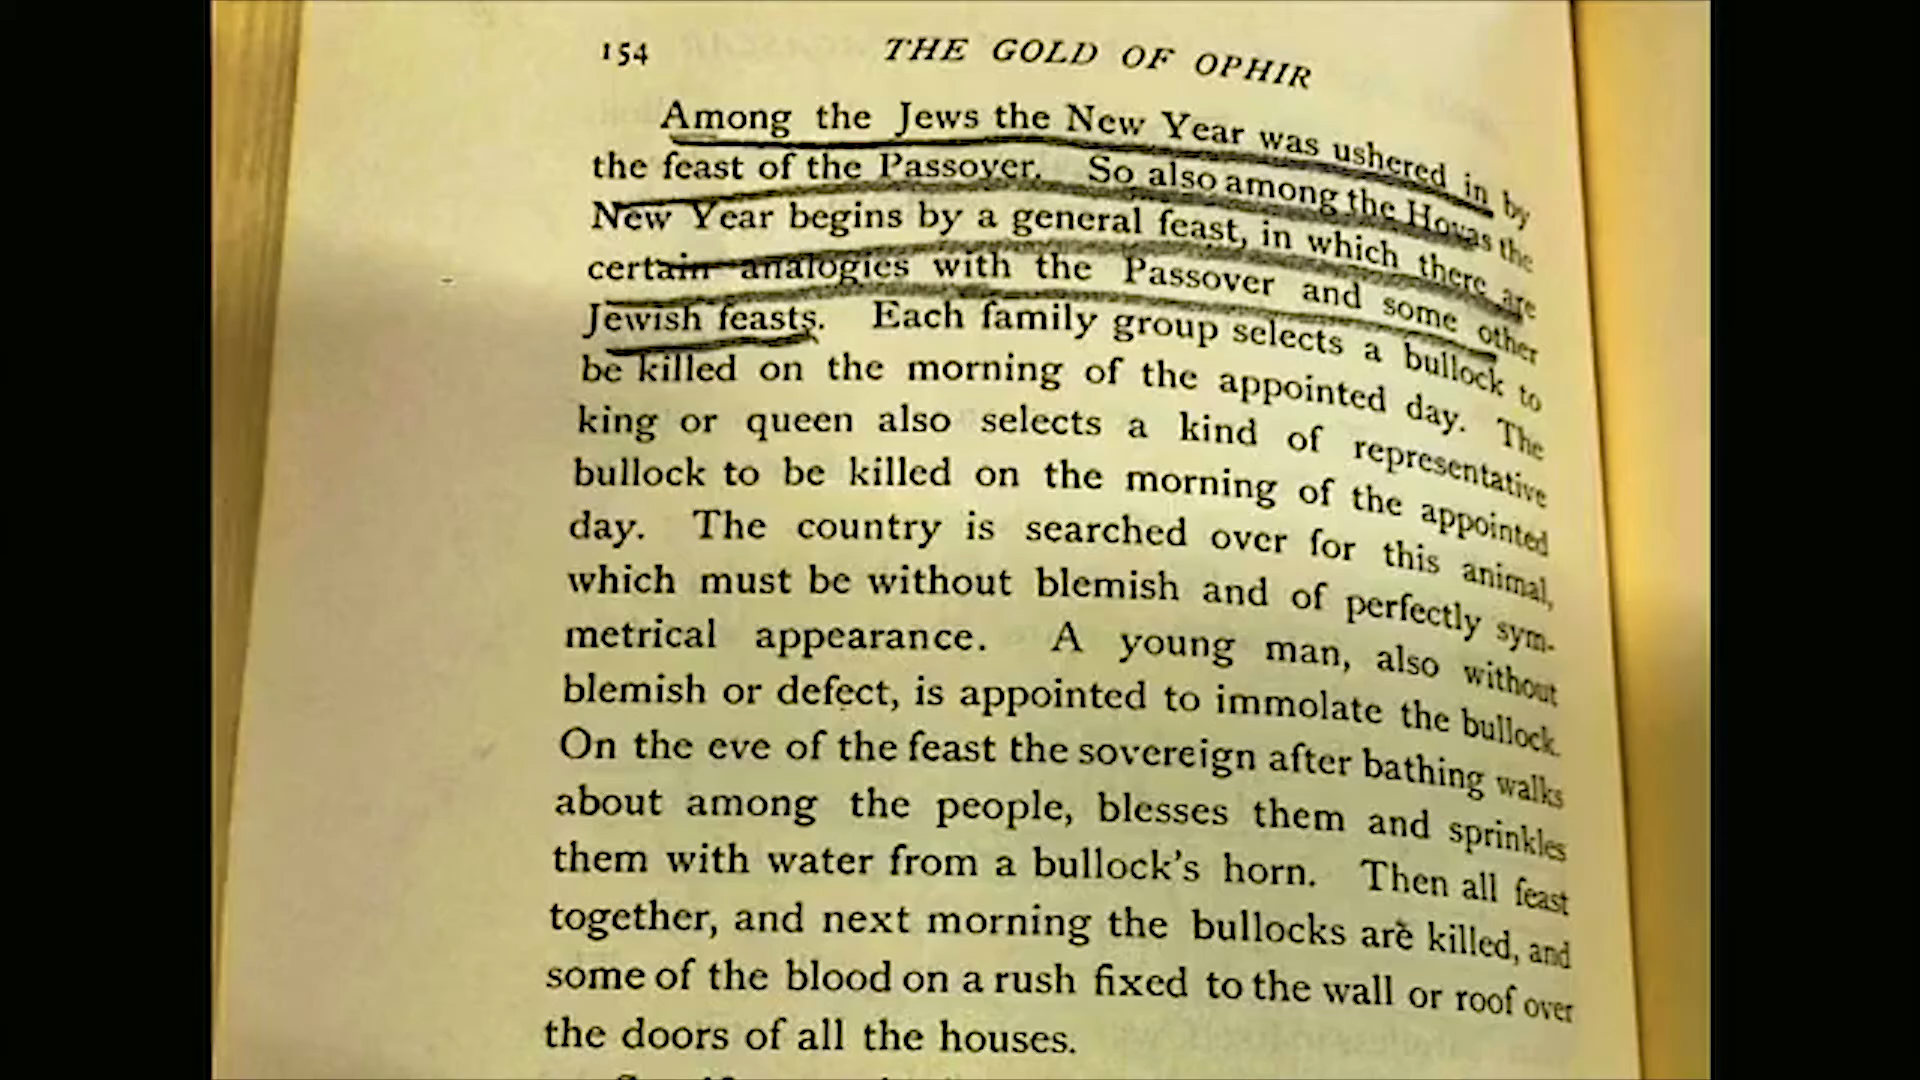 154 THE GOLD OF OPHIR
Among the Jews the New Year was ushered in by
the feast of the Passover. So also among the Hovas the
New Year begins by a general feast, in which there are
certain analogies with the Passover and some other
Jewish feasts. Each family group selects a bullock to
be killed on the morning of the appointed day. The
king or queen also selects a kind of representative
bullock to be killed on the morning of the appointed
day. The country is searched over for this animal,
which must be without blemish and of perfectly sym-
metrical appearance. A young man, also without
blemish or defect, is appointed to immolate the bullock.
On the eve of the feast the sovereign after bathing walks
about among the people, blesses them and sprinkles
them with water from a bullock's horn. Then all feast
together, and next morning the bullocks are killed, and
some of the blood on a rush fixed to the wall or roof over
the doors of all the houses.